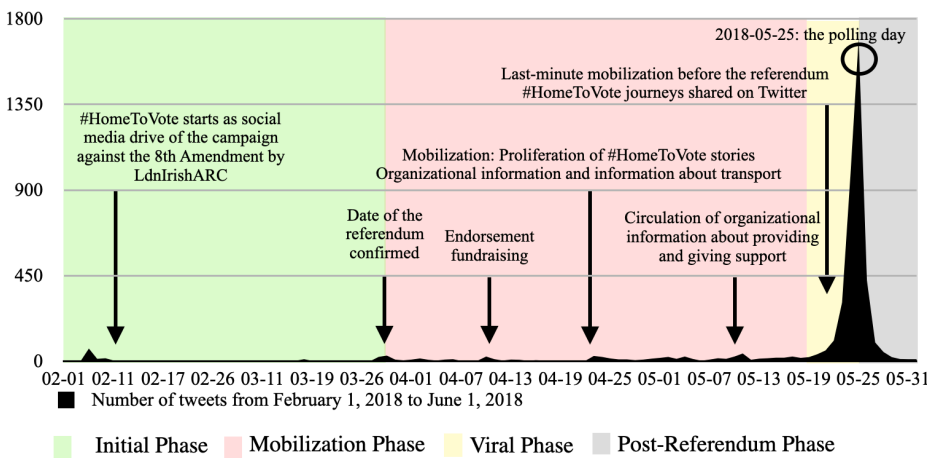 1800
1350
900
450
0
2018-05-25: the polling day
Last-minute mobilization before the referendum
#HomeToVote journeys shared on Twitter
#HomeToVote starts as social
media drive of the campaign
against the 8th Amendment by
LdnIrishARC
Mobilization: Proliferation of #HomeToVote stories
Organizational information and information about transport
Date of the
referendum
confirmed
Endorsement
fundraising
Circulation of organizational
information about providing
and giving support
02-01 02-11 02-17 02-26 03-11 03-19 03-26 04-01 04-07 04-13 04-19 04-25 05-01 05-07 05-13 05-19 05-25 05-31
Number of tweets from February 1, 2018 to June 1, 2018
Initial Phase Mobilization Phase Viral Phase Post-Referendum Phase